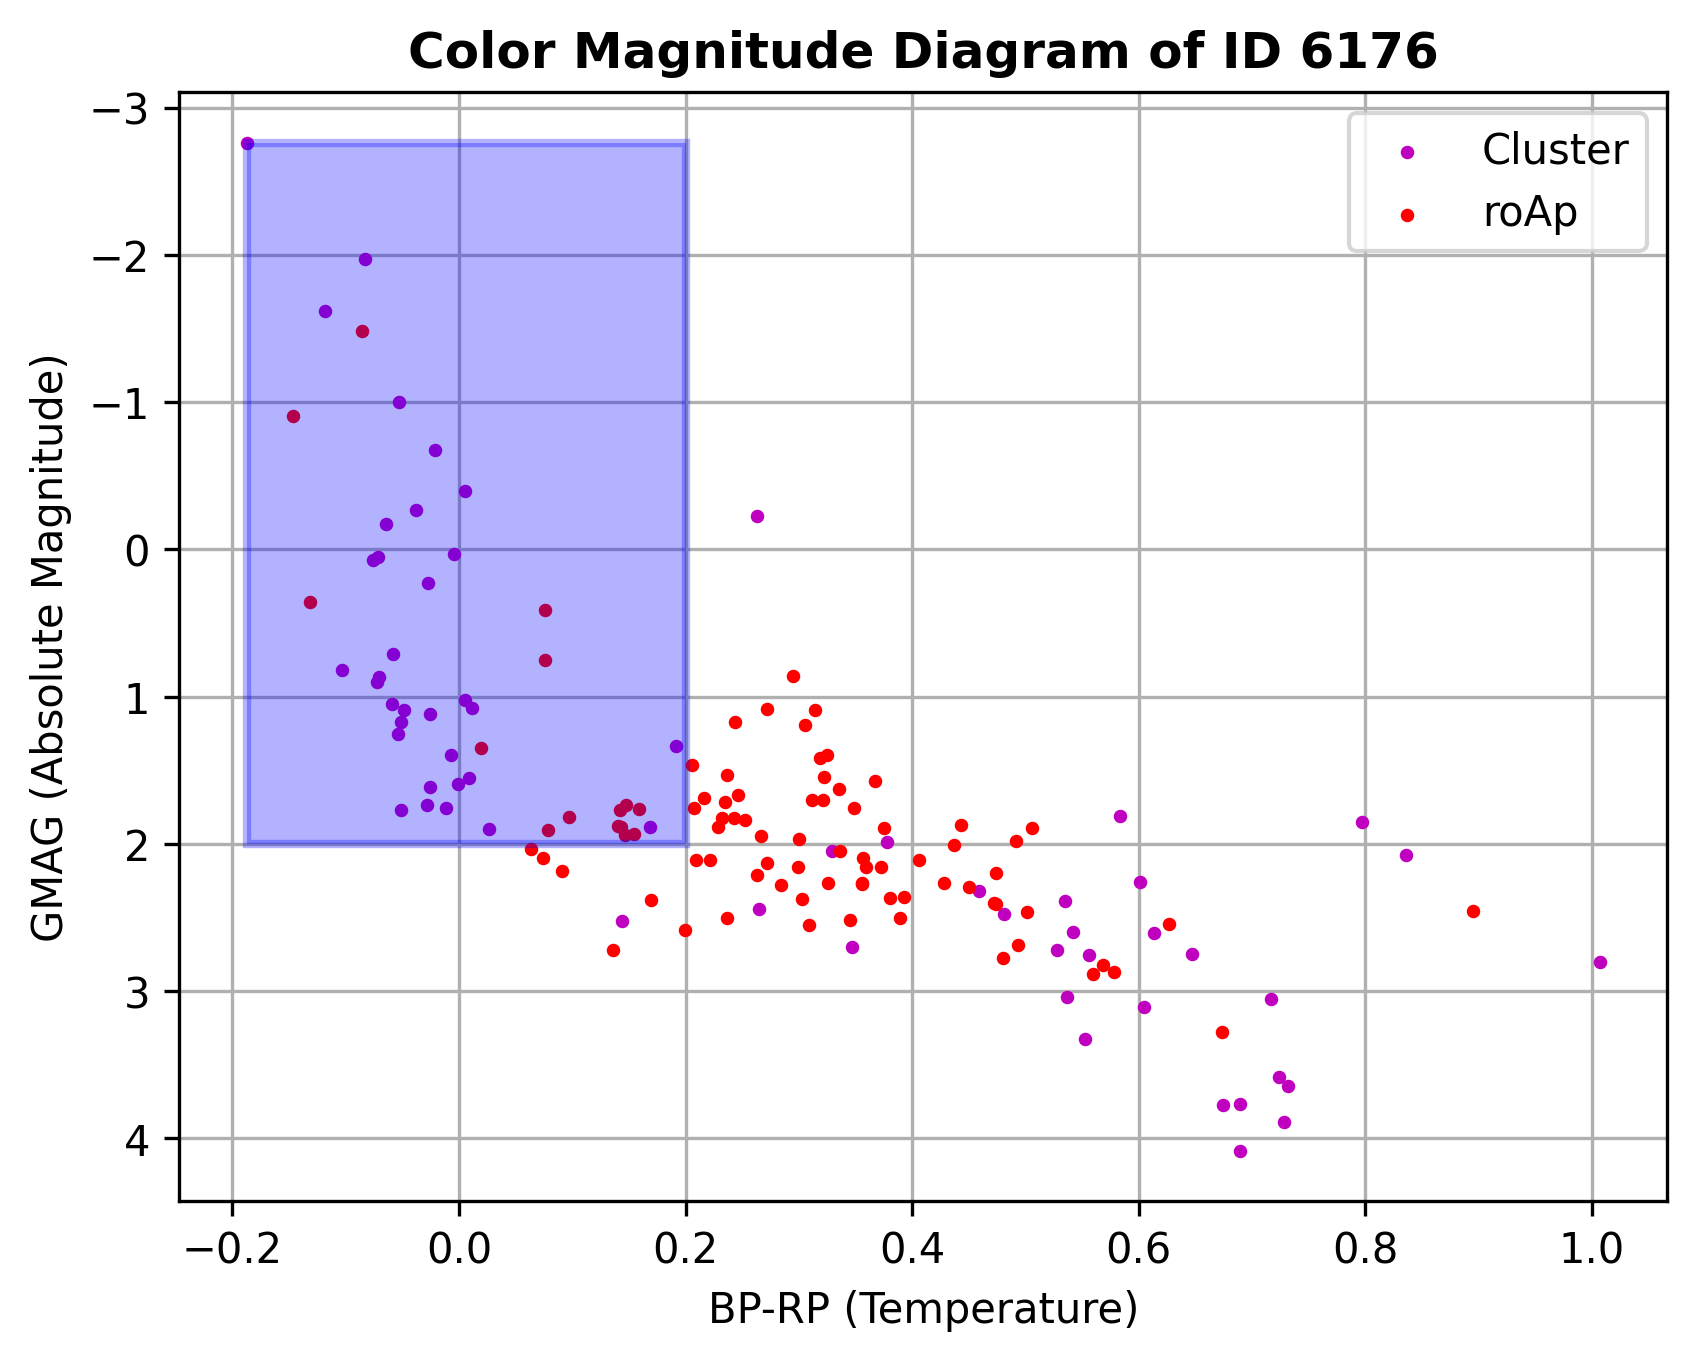 Color Magnitude Diagram of ID 6176
Cluster
roAp
GMAG (Absolute Magnitude)
−3
−2
−1
0
1
2
3
4
−0.2 0.0 0.2 0.4 0.6 0.8 1.0
BP-RP (Temperature)